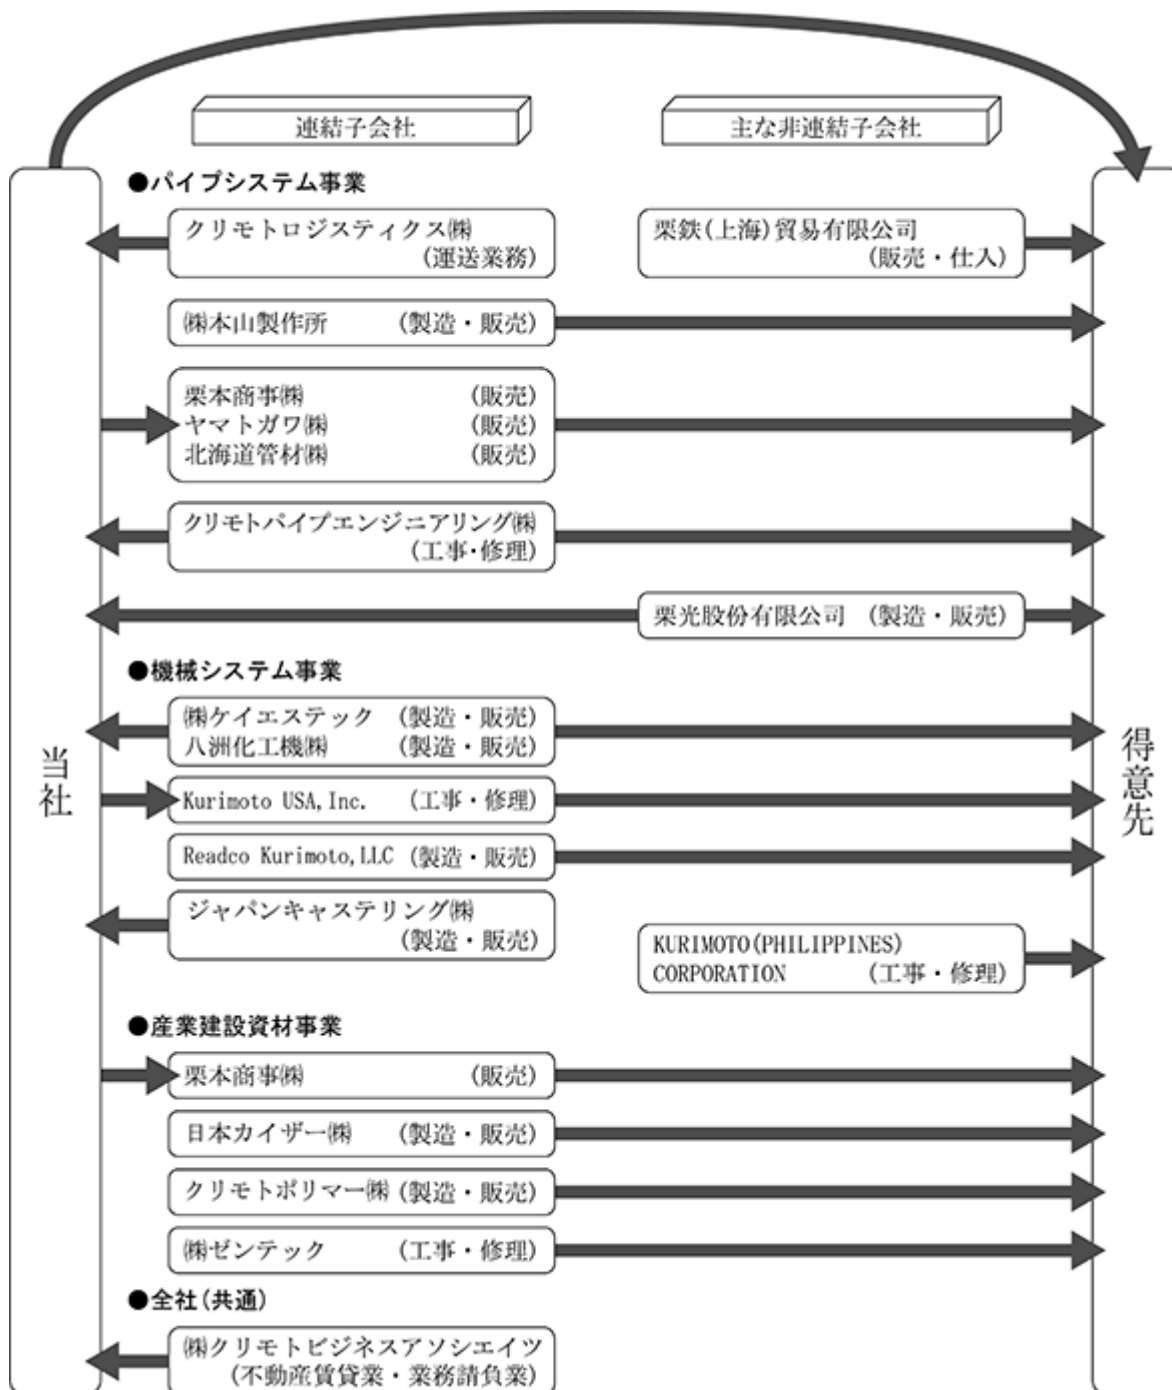 連結子会社
主な非連結子会社
●パイプシステム事業
クリモトロジスティクス㈱
(運送業務)
栗鉄(上海)貿易有限公司
(販売・仕入)
㈱本山製作所 (製造・販売)
栗本商事㈱ (販売)
ヤマトガワ㈱ (販売)
北海道管材㈱ (販売)
クリモトパイプエンジニアリング㈱
(工事・修理)
栗光股份有限公司 (製造・販売)
●機械システム事業
㈱ケイエステック (製造・販売)
八洲化工機㈱ (製造・販売)
当社
得意先
Kurimoto USA,Inc. (工事・修理)
Readco Kurimoto,LLC (製造・販売)
ジャパンキャステリング㈱
(製造・販売)
KURIMOTO(PHILIPPINES)
CORPORATION (工事・修理)
●産業建設資材事業
栗本商事㈱ (販売)
日本カイザー㈱ (製造・販売)
クリモトポリマー㈱ (製造・販売)
㈱ゼンテック (工事・修理)
●全社(共通)
㈱クリモトビジネスアソシエイツ
(不動産賃貸業・業務請負業)